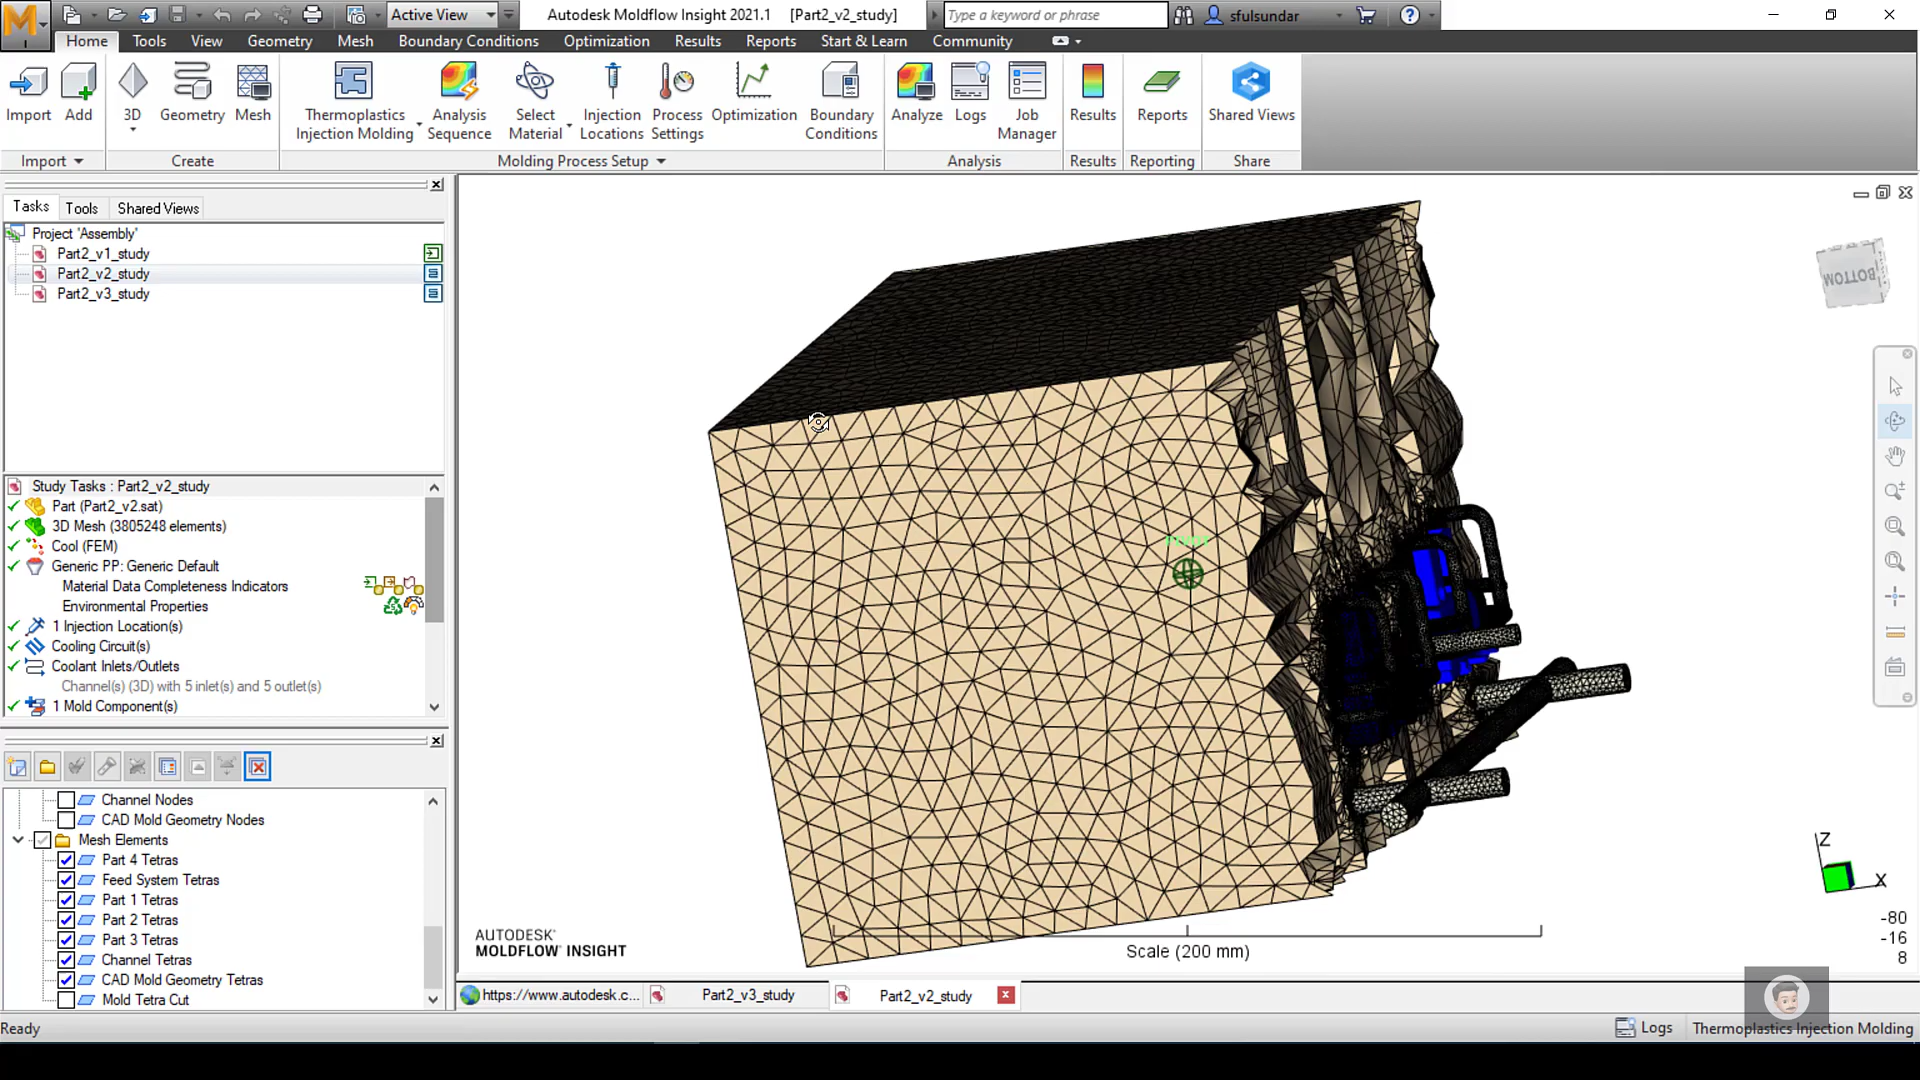 Active View
Autodesk Moldflow Insight 2021.1 [Part2_v2_study]
Type a keyword or phrase
sfulsundar
Home Tools View Geometry Mesh Boundary Conditions Optimization Results Reports Start & Learn Community
Import Add 3D Geometry Mesh Thermoplastics Injection Molding Analysis Sequence Select Material Injection Locations Process Settings Optimization Boundary Conditions Analyze Logs Job Manager Results Reports Shared Views
Import Create Molding Process Setup Analysis Results Reporting Share
Tasks Tools Shared Views
Project 'Assembly'
Part2_v1_study
Part2_v2_study
Part2_v3_study
Study Tasks : Part2_v2_study
Part (Part2_v2.sat)
3D Mesh (3805248 elements)
Cool (FEM)
Generic PP: Generic Default
Material Data Completeness Indicators
Environmental Properties
1 Injection Location(s)
Cooling Circuit(s)
Coolant Inlets/Outlets
Channel(s) (3D) with 5 inlet(s) and 5 outlet(s)
1 Mold Component(s)
Channel Nodes
CAD Mold Geometry Nodes
Mesh Elements
Part 4 Tetras
Feed System Tetras
Part 1 Tetras
Part 2 Tetras
Part 3 Tetras
Channel Tetras
CAD Mold Geometry Tetras
Mold Tetra Cut
BOTTOM
AUTODESK
MOLDFLOW INSIGHT
Scale (200 mm)
Z
X
-80
-16
8
https://www.autodesk.c...
Part2_v3_study
Part2_v2_study
Ready
Logs
Thermoplastics Injection Molding